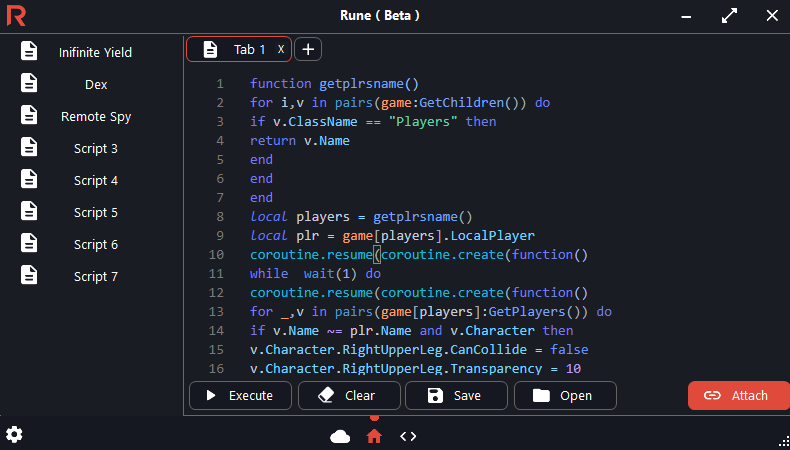 R
Rune ( Beta )
Inifinite Yield
Dex
Remote Spy
Script 3
Script 4
Script 5
Script 6
Script 7
Tab 1 X +
1 function getplrsname()
2 for i,v in pairs(game:GetChildren()) do
3 if v.ClassName == "Players" then
4 return v.Name
5 end
6 end
7 end
8 local players = getplrsname()
9 local plr = game[players].LocalPlayer
10 coroutine.resume(coroutine.create(function()
11 while  wait(1) do
12 coroutine.resume(coroutine.create(function()
13 for _,v in pairs(game[players]:GetPlayers()) do
14 if v.Name ~= plr.Name and v.Character then
15 v.Character.RightUpperLeg.CanCollide = false
16 v.Character.RightUpperLeg.Transparency = 10
Execute
Clear
Save
Open
Attach